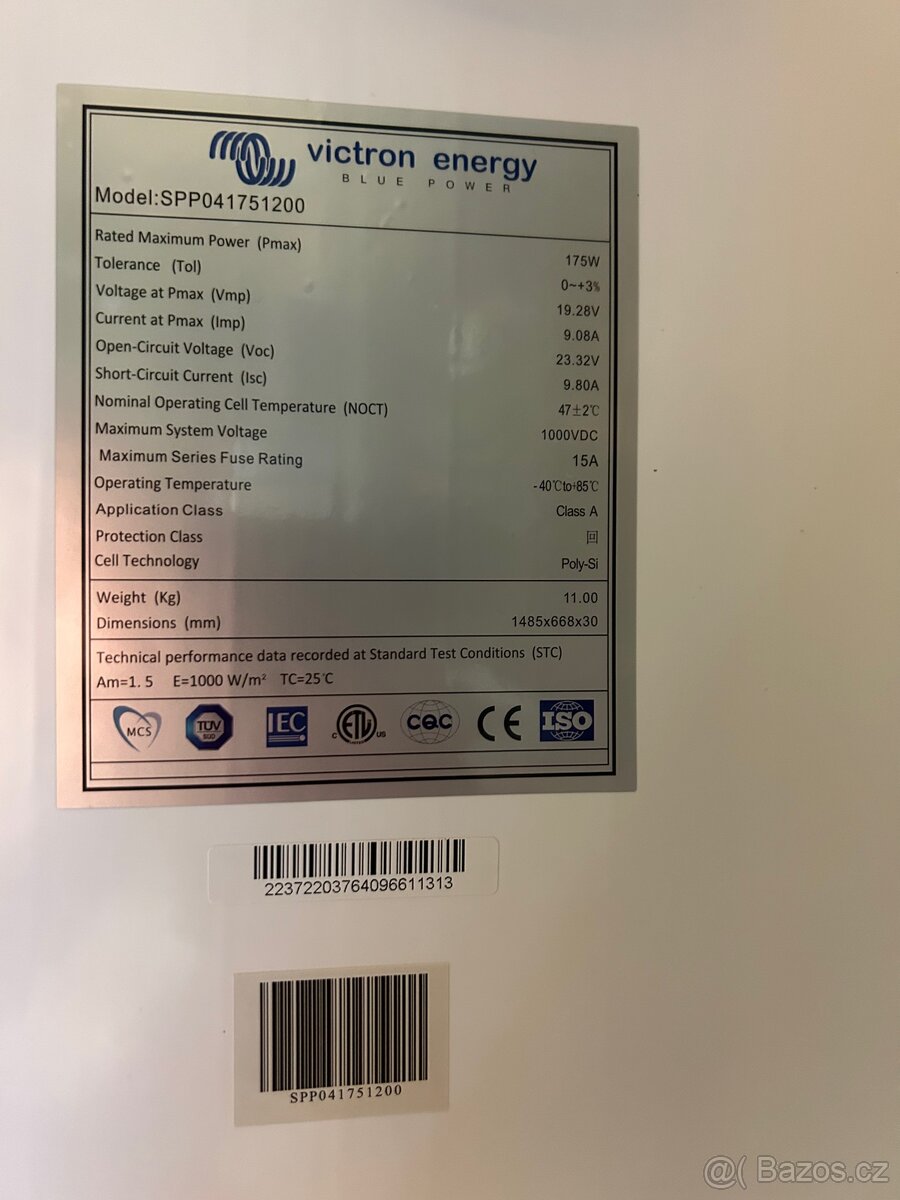 victron energy
BLUE POWER
Model:SPP041751200
Rated Maximum Power (Pmax) 175W
Tolerance (Tol) 0~+3%
Voltage at Pmax (Vmp) 19.28V
Current at Pmax (Imp) 9.08A
Open-Circuit Voltage (Voc) 23.32V
Short-Circuit Current (Isc) 9.80A
Nominal Operating Cell Temperature (NOCT) 47±2℃
Maximum System Voltage 1000VDC
Maximum Series Fuse Rating 15A
Operating Temperature -40℃to+85℃
Application Class Class A
Protection Class 回
Cell Technology Poly-Si
Weight (Kg) 11.00
Dimensions (mm) 1485x668x30
Technical performance data recorded at Standard Test Conditions (STC)
Am=1. 5 E=1000 W/m² TC=25℃
MCS TÜV SÜD IEC c ETL us CQC CE ISO
22372203764096611313
SPP041751200
@( Bazos.cz